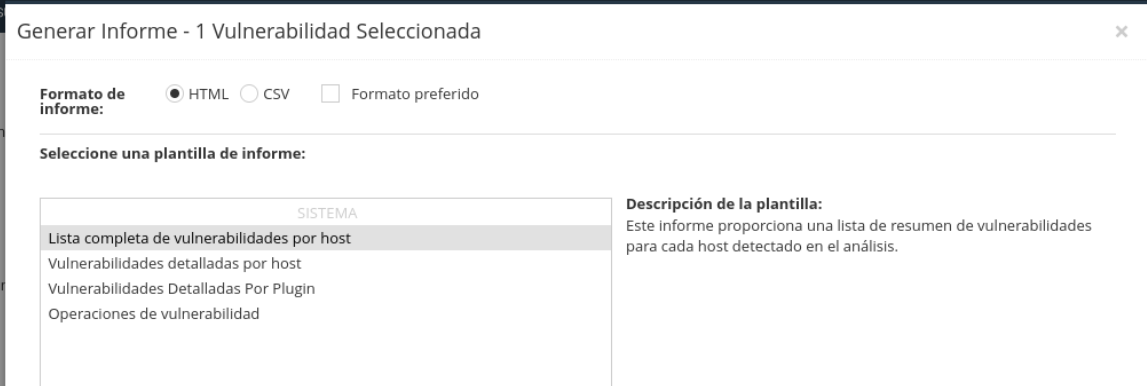 Generar Informe - 1 Vulnerabilidad Seleccionada
×
Formato de
informe:
HTML
CSV
Formato preferido
Seleccione una plantilla de informe:
SISTEMA
Lista completa de vulnerabilidades por host
Vulnerabilidades detalladas por host
Vulnerabilidades Detalladas Por Plugin
Operaciones de vulnerabilidad
Descripción de la plantilla:
Este informe proporciona una lista de resumen de vulnerabilidades
para cada host detectado en el análisis.